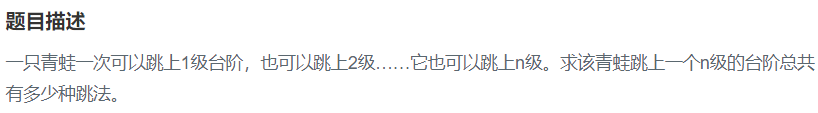 题目描述
一只青蛙一次可以跳上1级台阶，也可以跳上2级……它也可以跳上n级。求该青蛙跳上一个n级的台阶总共
有多少种跳法。